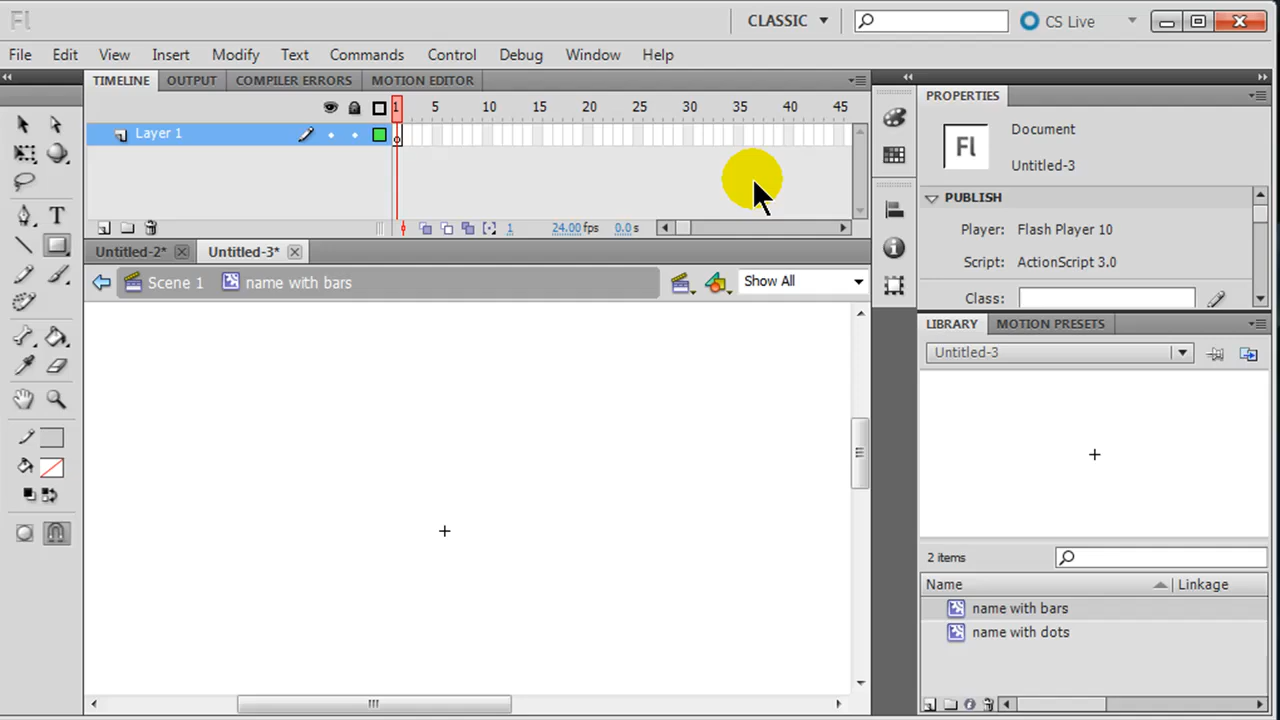 Fl CLASSIC CS Live
File Edit View Insert Modify Text Commands Control Debug Window Help
TIMELINE OUTPUT COMPILER ERRORS MOTION EDITOR
1 5 10 15 20 25 30 35 40 45
Layer 1
1 24.00 fps 0.0 s
Untitled-2* Untitled-3*
Scene 1 name with bars Show All
PROPERTIES
Fl Document
Untitled-3
PUBLISH
Player: Flash Player 10
Script: ActionScript 3.0
Class:
LIBRARY MOTION PRESETS
Untitled-3
2 items
Name Linkage
name with bars
name with dots